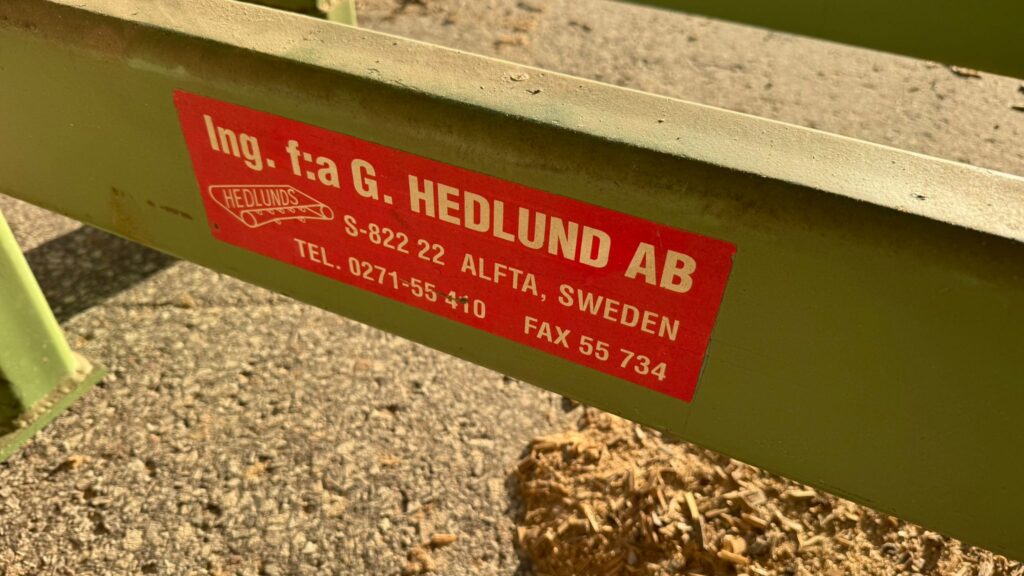 Ing. f:a G. HEDLUND AB
HEDLUNDS
S-822 22 ALFTA, SWEDEN
TEL. 0271-55 410 FAX 55 734